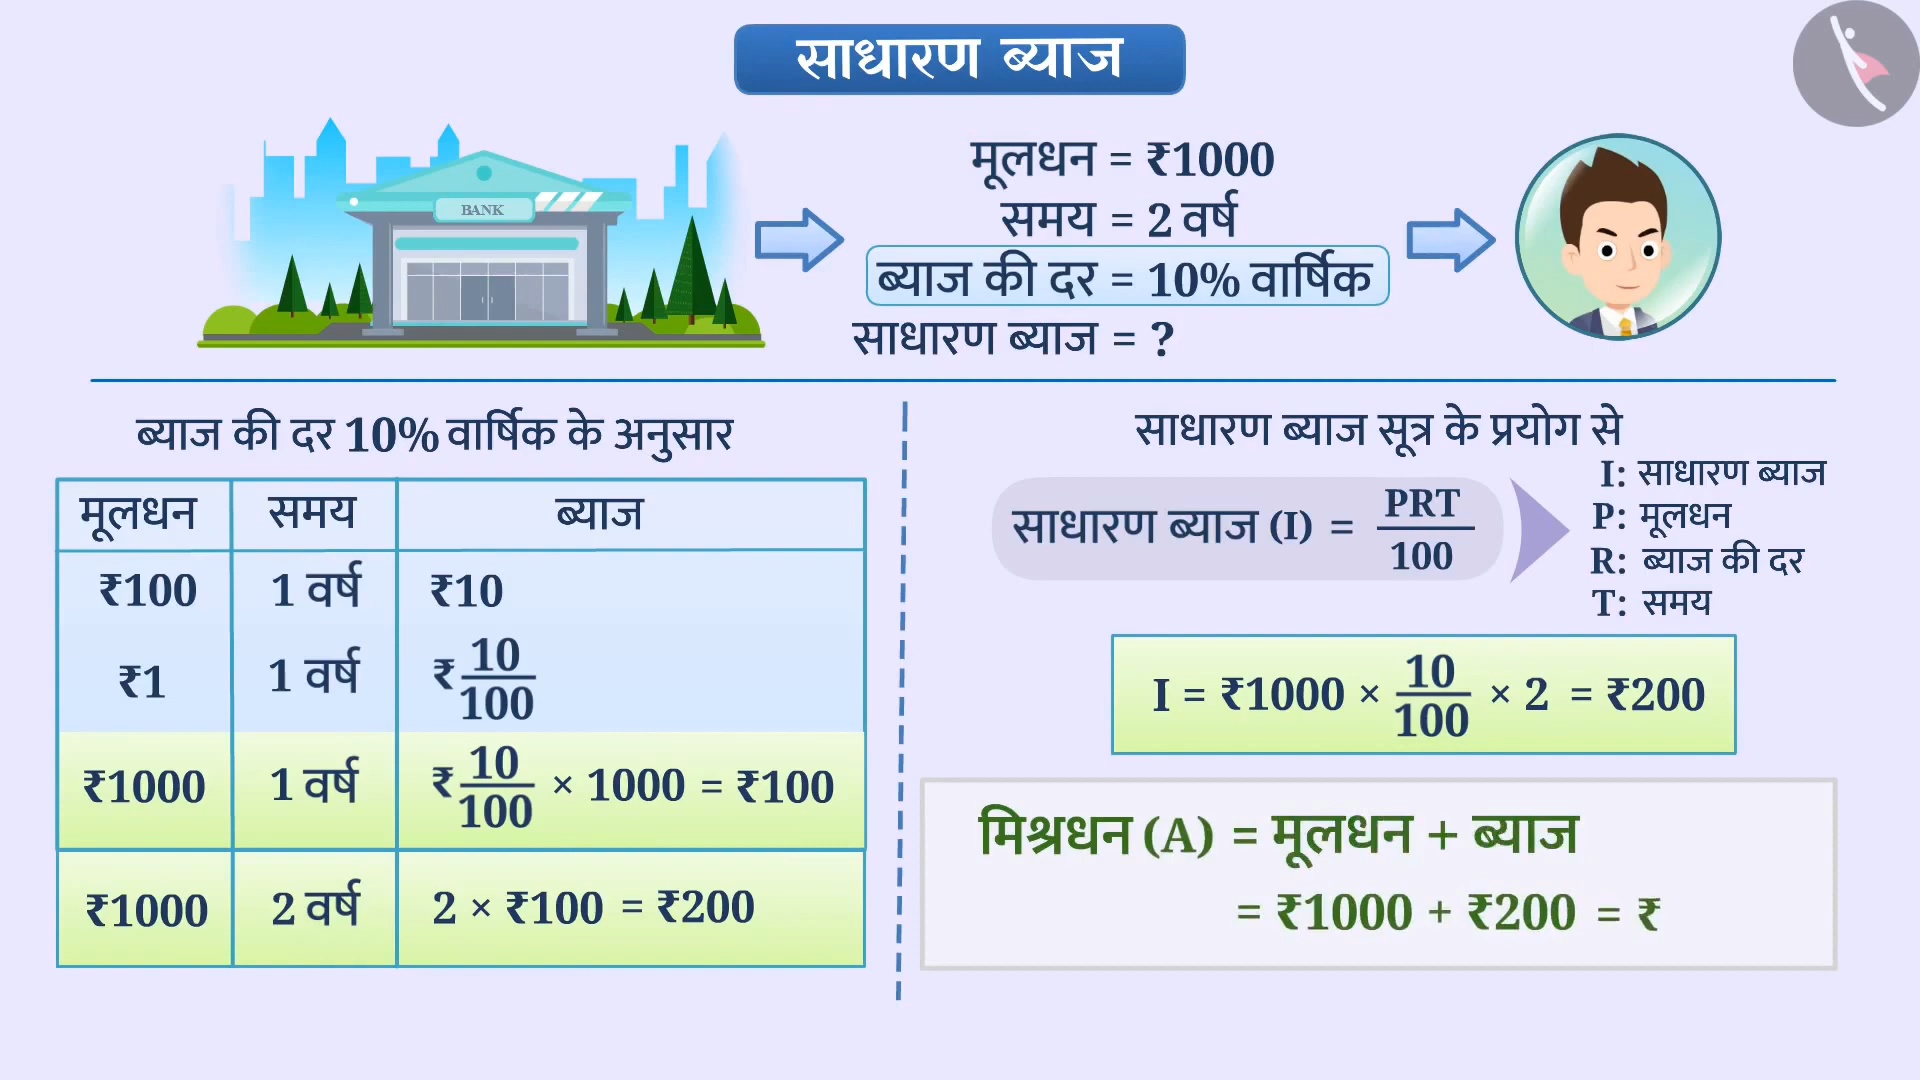 साधारण ब्याज
BANK
मूलधन = ₹1000
समय = 2 वर्ष
ब्याज की दर = 10% वार्षिक
साधारण ब्याज = ?
ब्याज की दर 10% वार्षिक के अनुसार
मूलधन समय ब्याज
₹100 1 वर्ष ₹10
₹1 1 वर्ष ₹10/100
₹1000 1 वर्ष ₹10/100 × 1000 = ₹100
₹1000 2 वर्ष 2 × ₹100 = ₹200
साधारण ब्याज सूत्र के प्रयोग से
साधारण ब्याज (I) = PRT/100
I: साधारण ब्याज
P: मूलधन
R: ब्याज की दर
T: समय
I = ₹1000 × 10/100 × 2 = ₹200
मिश्रधन (A) = मूलधन + ब्याज
= ₹1000 + ₹200 = ₹